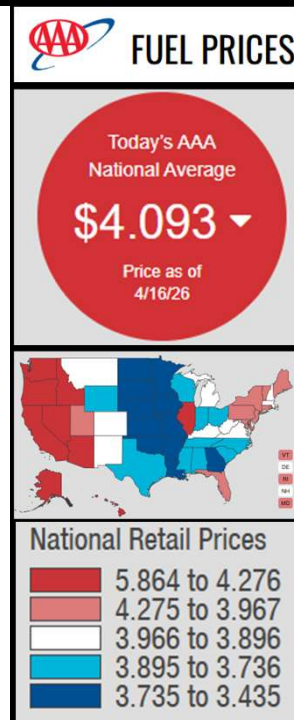 AAA
FUEL PRICES
Today's AAA
National Average
$4.093
Price as of
4/16/26
VT
DE
RI
NH
MD
National Retail Prices
5.864 to 4.276
4.275 to 3.967
3.966 to 3.896
3.895 to 3.736
3.735 to 3.435